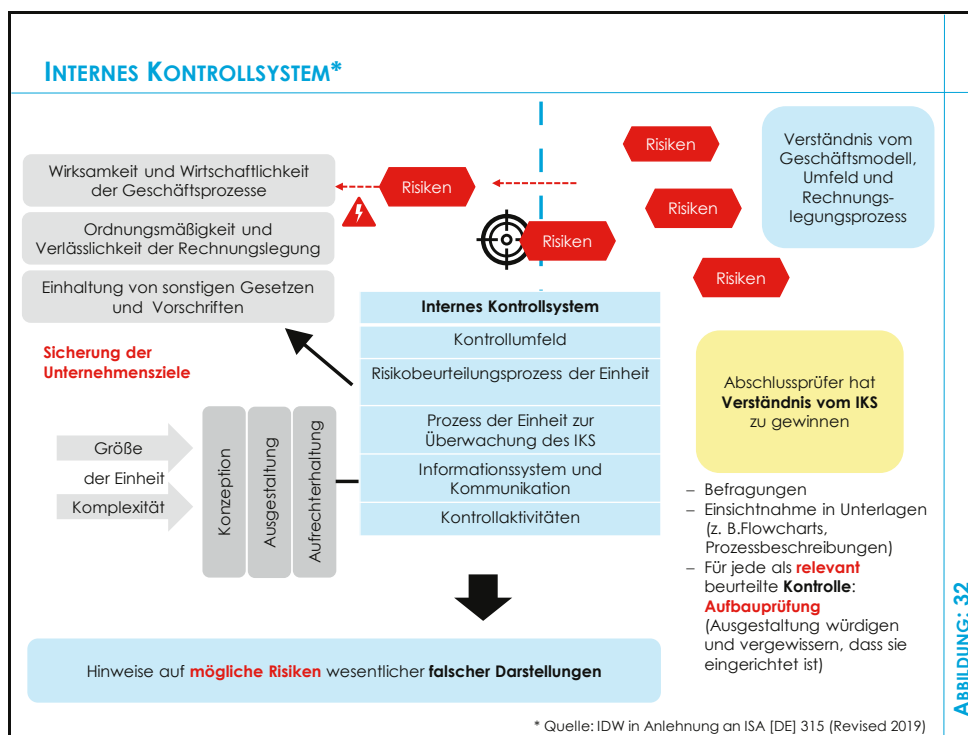 INTERNES KONTROLLSYSTEM*
Wirksamkeit und Wirtschaftlichkeit
der Geschäftsprozesse
Ordnungsmäßigkeit und
Verlässlichkeit der Rechnungslegung
Einhaltung von sonstigen Gesetzen
und Vorschriften
Risiken
Risiken
Risiken
Risiken
Risiken
Verständnis vom
Geschäftsmodell,
Umfeld und
Rechnungs-
legungsprozess
Sicherung der
Unternehmensziele
Größe
der Einheit
Komplexität
Konzeption
Ausgestaltung
Aufrechterhaltung
Internes Kontrollsystem
Kontrollumfeld
Risikobeurteilungsprozess der Einheit
Prozess der Einheit zur
Überwachung des IKS
Informationssystem und
Kommunikation
Kontrollaktivitäten
Abschlussprüfer hat
Verständnis vom IKS
zu gewinnen
– Befragungen
– Einsichtnahme in Unterlagen
(z. B.Flowcharts,
Prozessbeschreibungen)
– Für jede als relevant
beurteilte Kontrolle:
Aufbauprüfung
(Ausgestaltung würdigen
und vergewissern, dass sie
eingerichtet ist)
Hinweise auf mögliche Risiken wesentlicher falscher Darstellungen
* Quelle: IDW in Anlehnung an ISA [DE] 315 (Revised 2019)
ABBILDUNG: 32